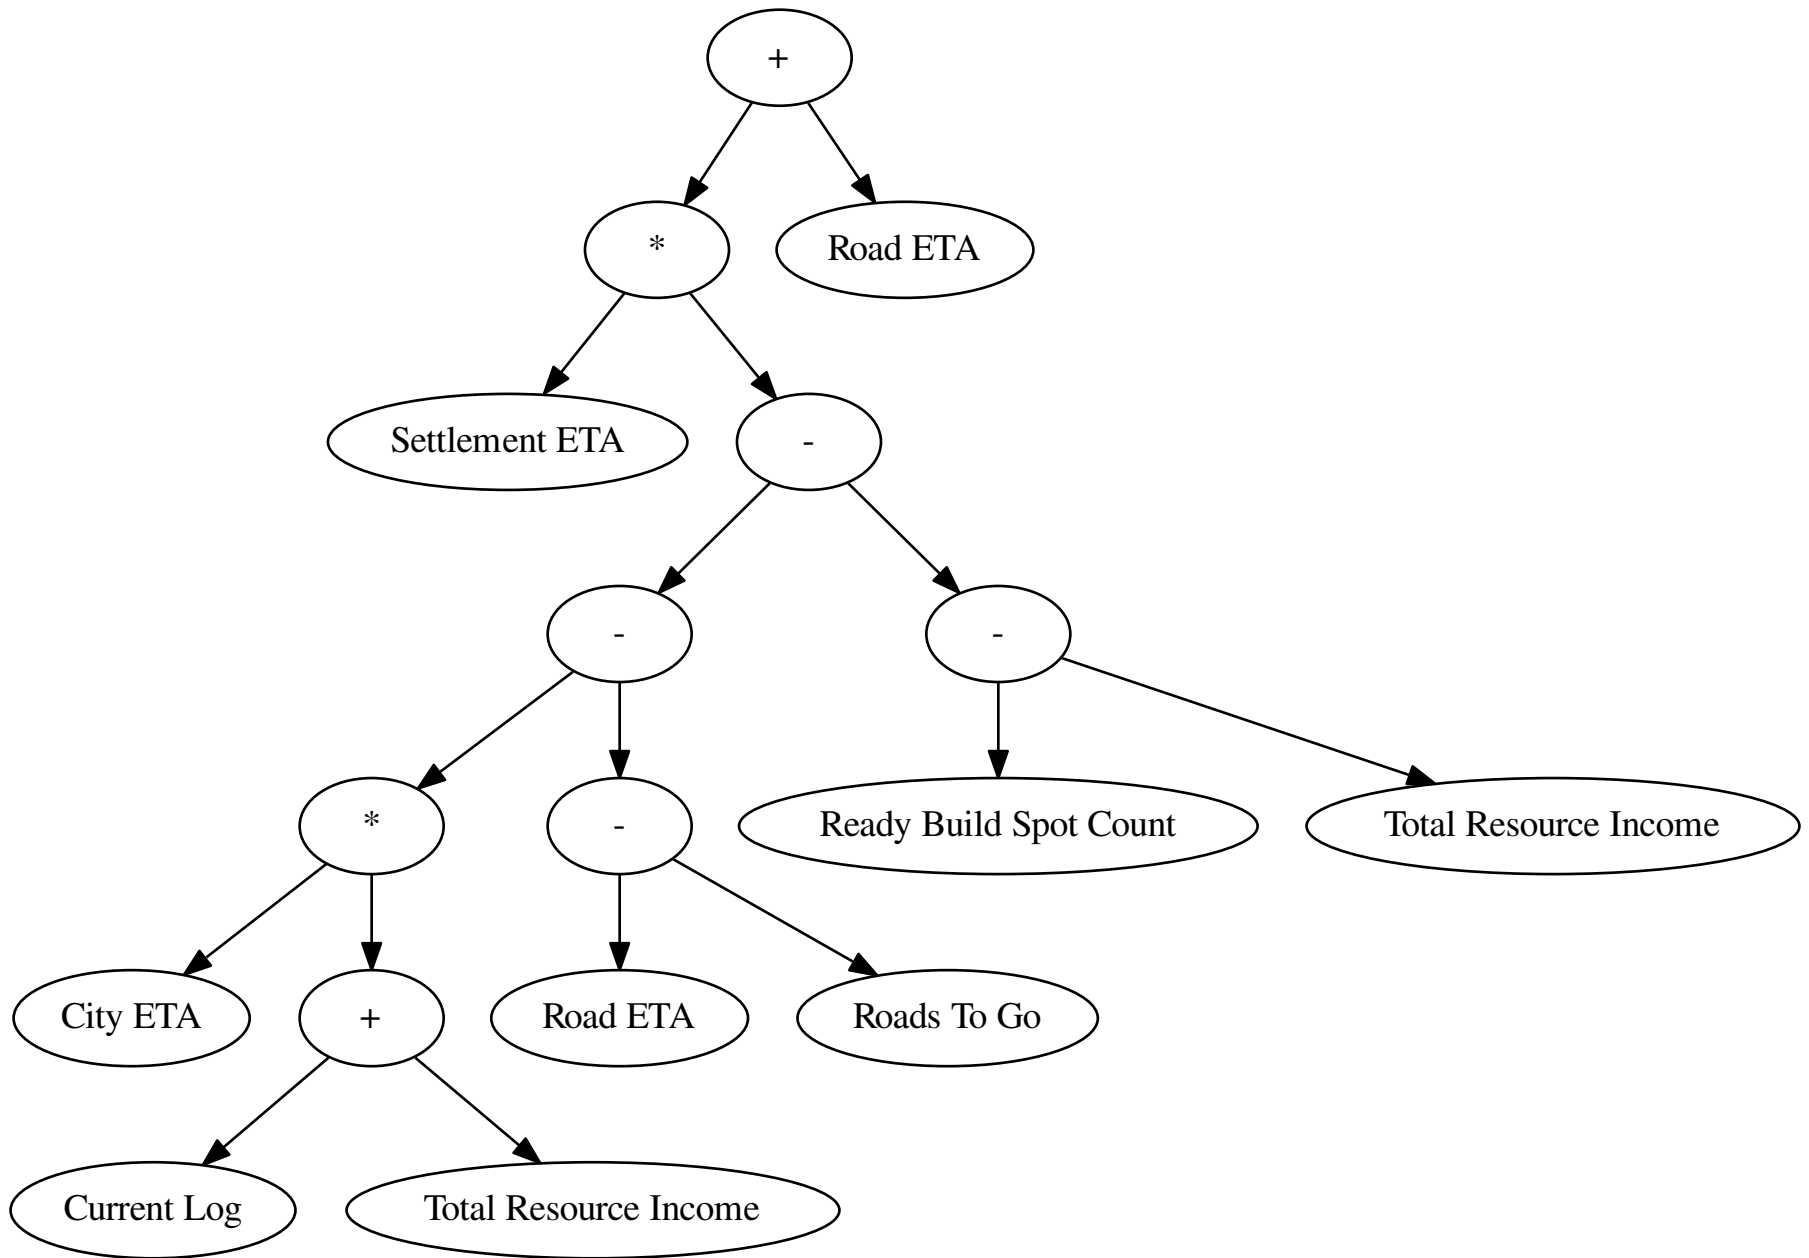 +
*
Road ETA
Settlement ETA
-
-
-
*
-
Ready Build Spot Count
Total Resource Income
City ETA
+
Road ETA
Roads To Go
Current Log
Total Resource Income